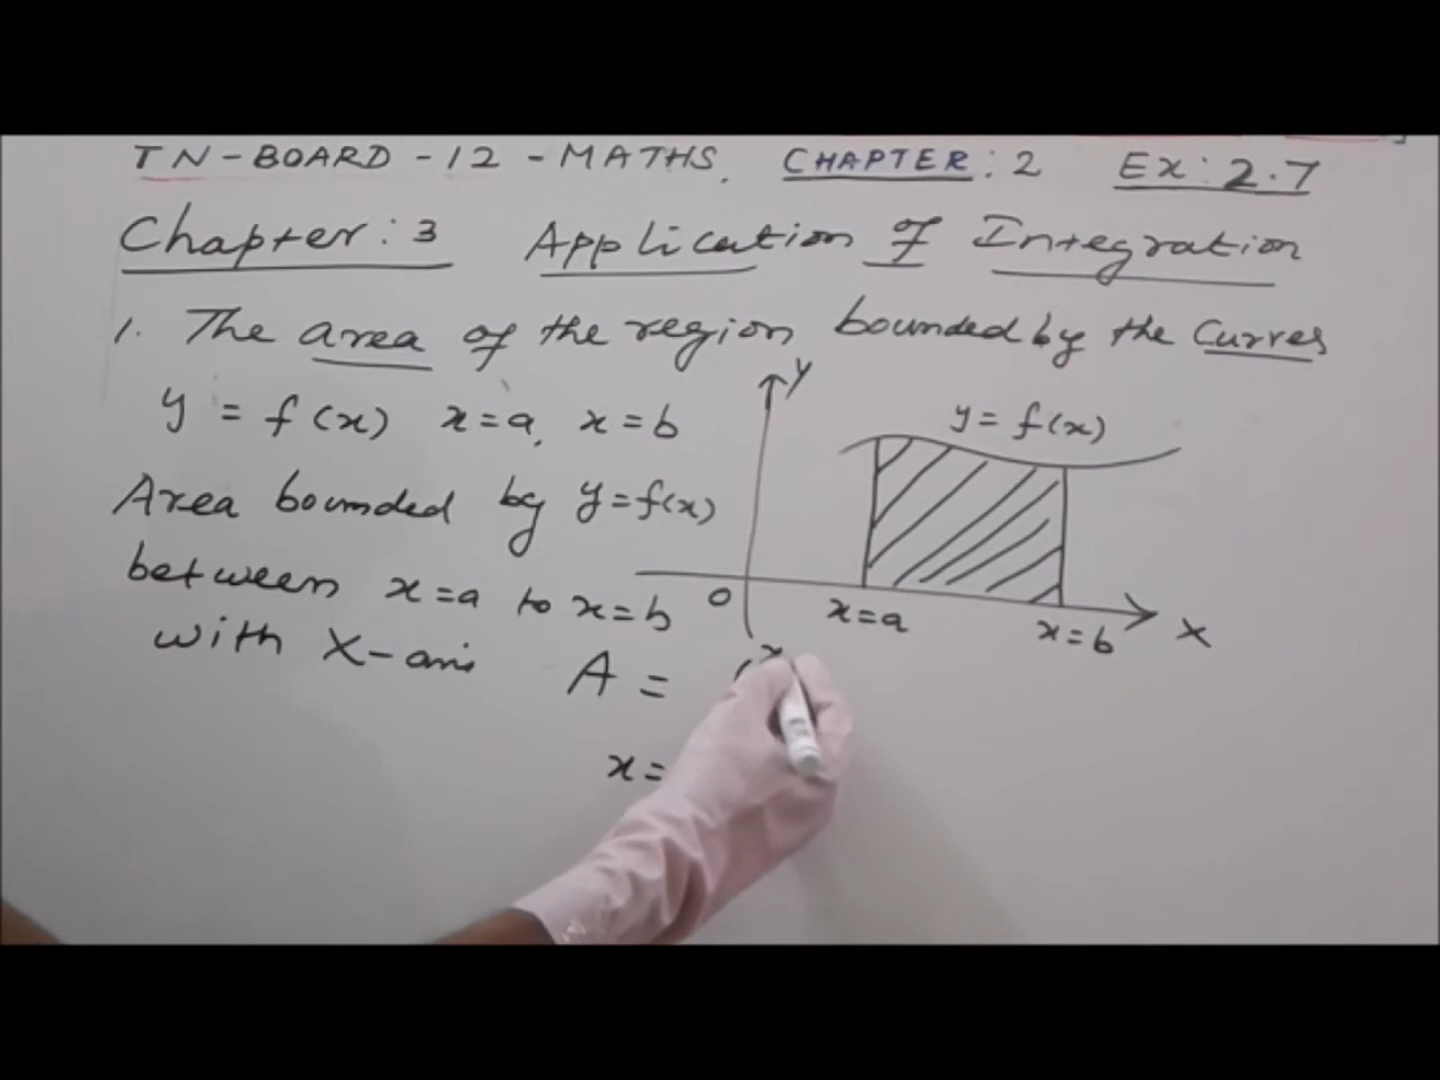 TN-BOARD-12-MATHS. CHAPTER: 2 EX: 2.7
Chapter: 3 Application of Integration
1. The area of the region bounded by the Curves
y = f(x) x=a, x=b
Area bounded by y=f(x)
between x=a to x=b
with X-axis A =
x=
Y
y = f(x)
O
x=a
x=b
X